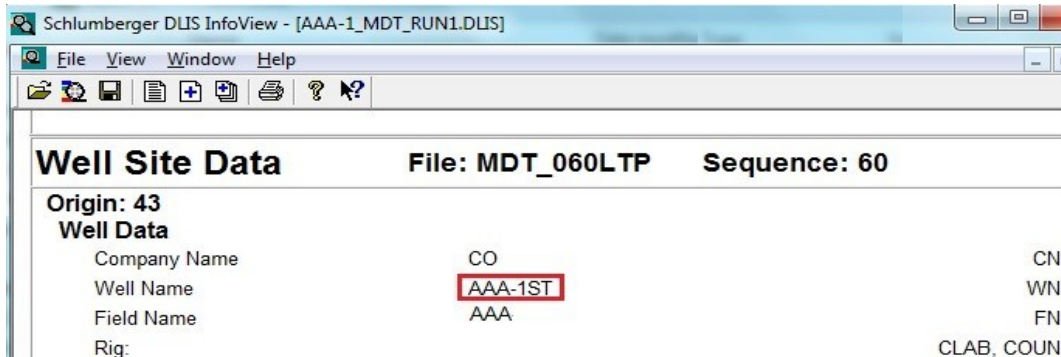 Schlumberger DLIS InfoView - [AAA-1_MDT_RUN1.DLIS]
File View Window Help
Well Site Data File: MDT_060LTP Sequence: 60
Origin: 43
Well Data
Company Name CO CN
Well Name AAA-1ST WN
Field Name AAA FN
Rig: CLAB, COUN